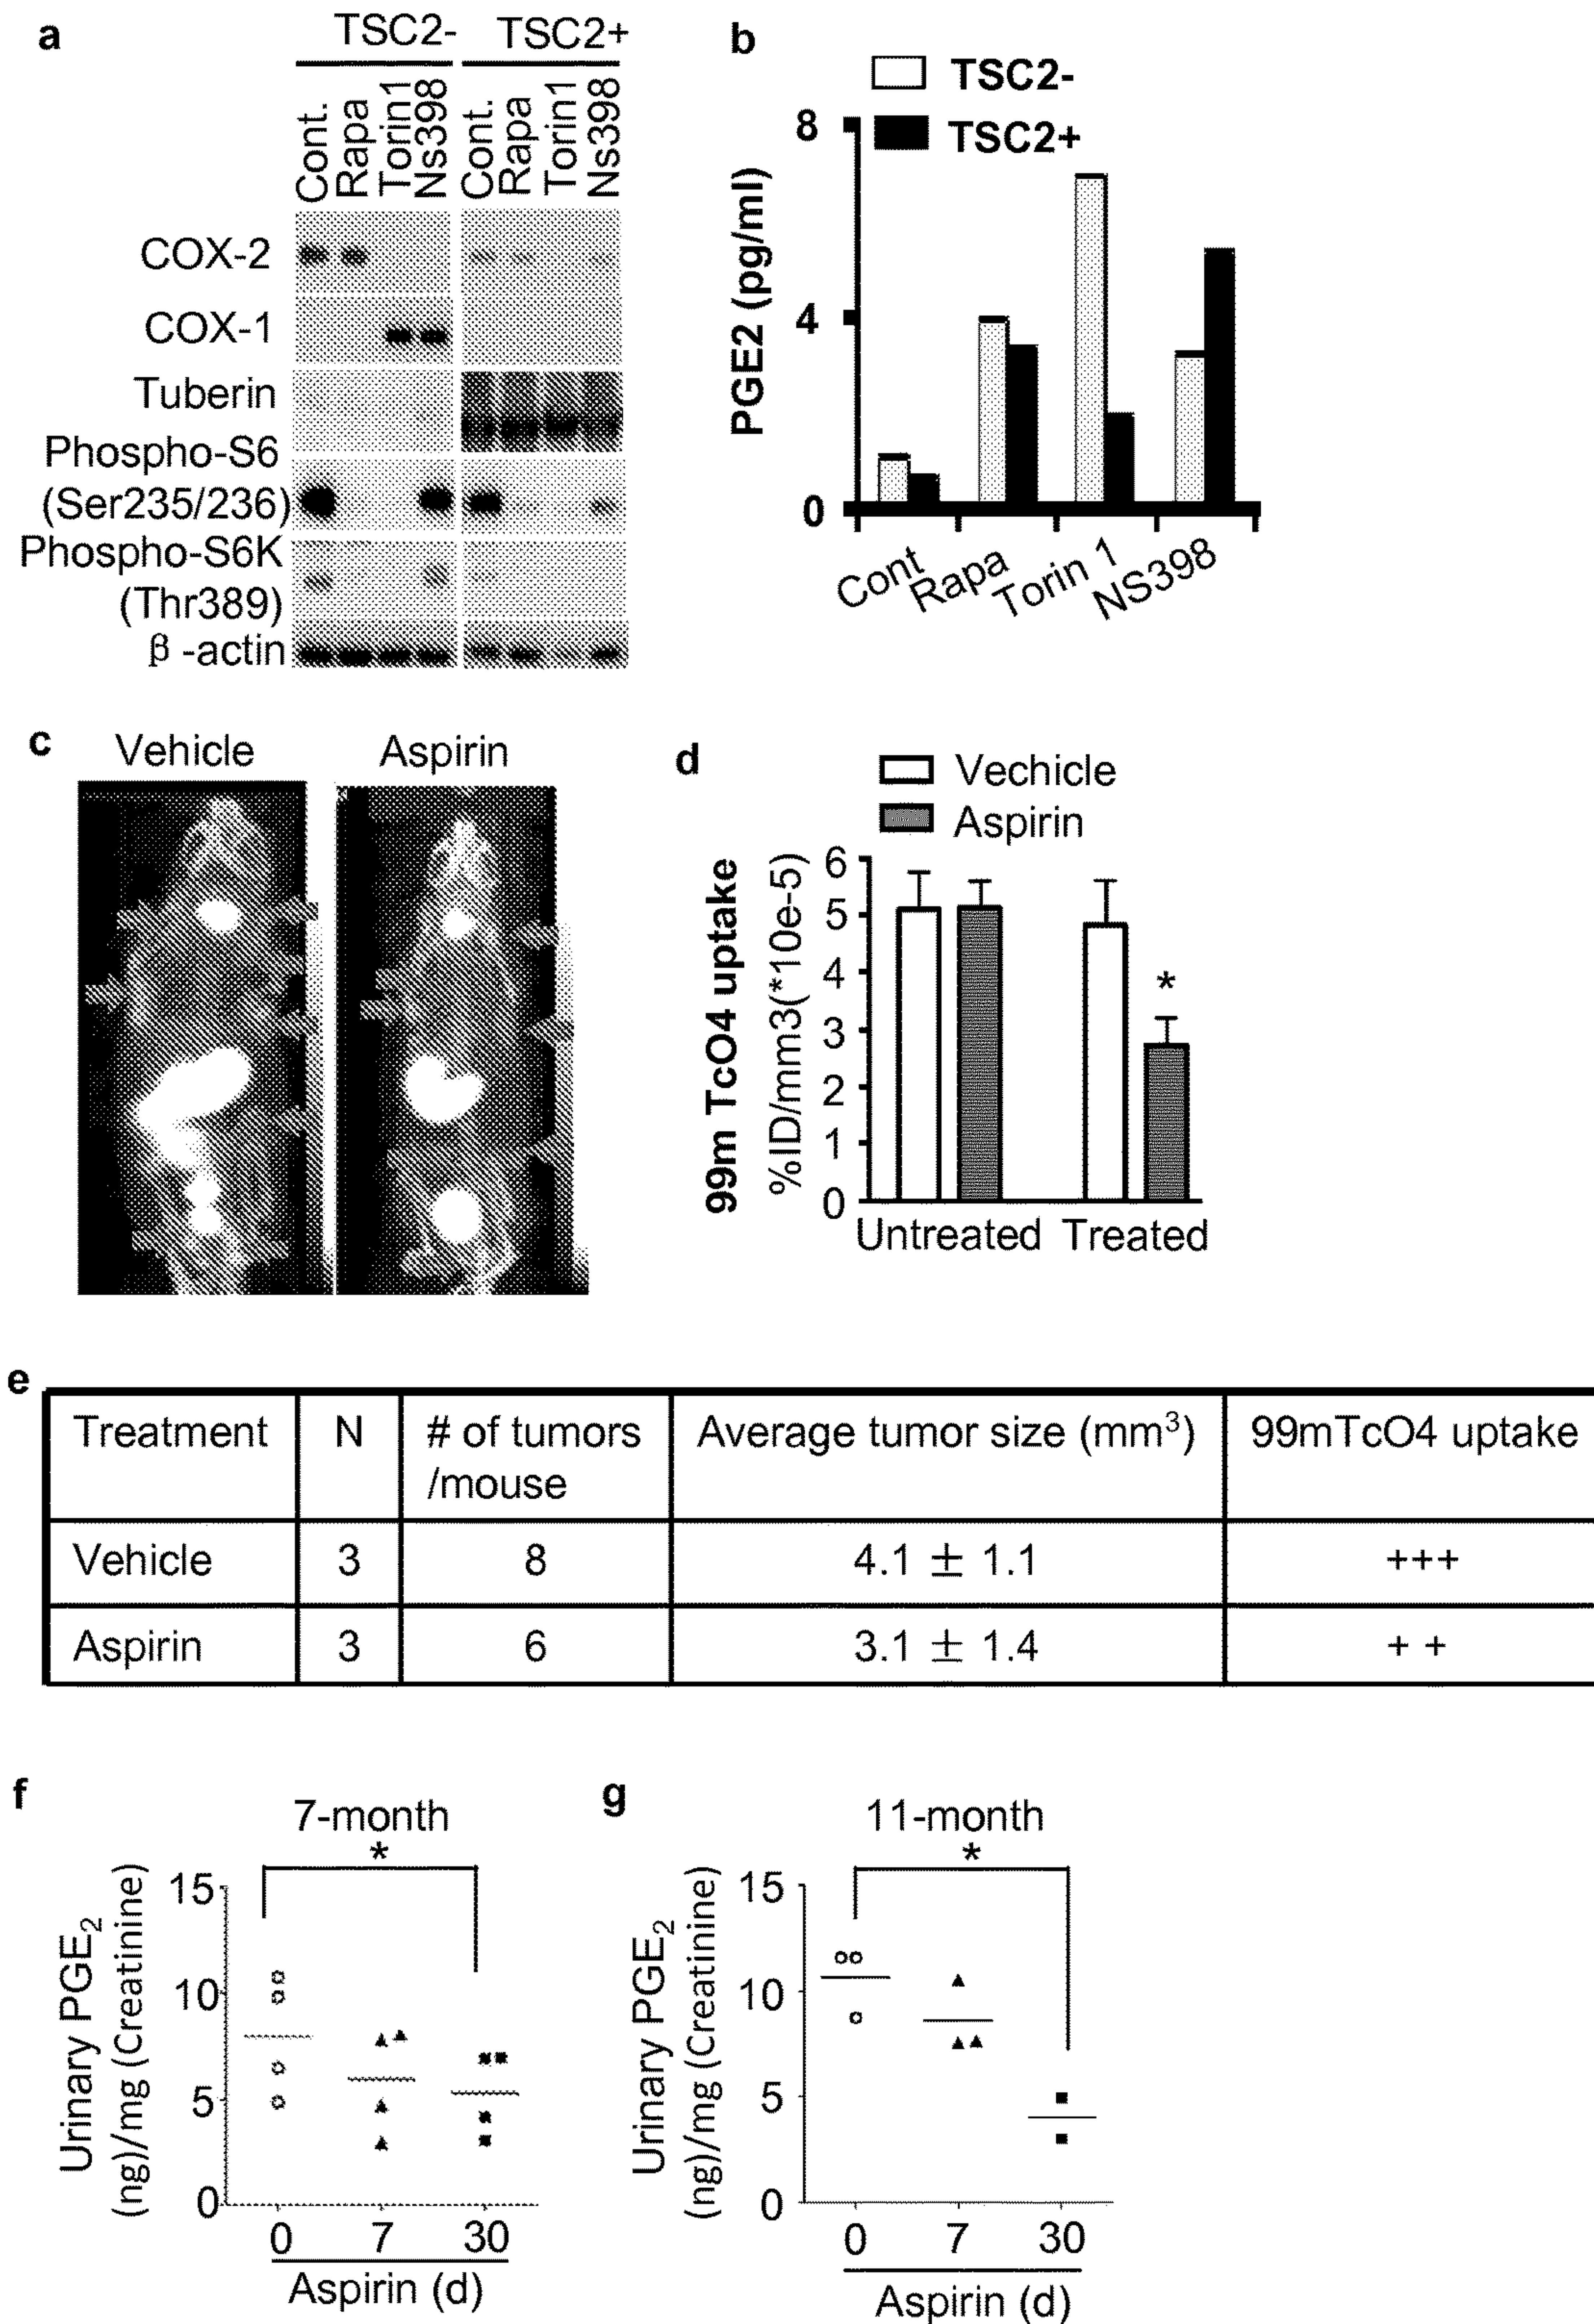 a
TSC2- TSC2+
Cont. Rapa Torin1 Ns398 Cont. Rapa Torin1 Ns398
COX-2
COX-1
Tuberin
Phospho-S6
(Ser235/236)
Phospho-S6K
(Thr389)
β -actin
b
TSC2-
TSC2+
PGE2 (pg/ml)
8
4
0
Cont Rapa Torin 1 NS398
c
Vehicle Aspirin
d
Vechicle
Aspirin
99m TcO4 uptake
%ID/mm3(*10e-5)
6
5
4
3
2
1
0
*
Untreated Treated
e
Treatment N # of tumors Average tumor size (mm³) 99mTcO4 uptake
/mouse
Vehicle 3 8 4.1 ± 1.1 +++
Aspirin 3 6 3.1 ± 1.4 + +
f
7-month
*
Urinary PGE₂
(ng)/mg (Creatinine)
15
10
5
0
0 7 30
Aspirin (d)
g
11-month
*
Urinary PGE₂
(ng)/mg (Creatinine)
15
10
5
0
0 7 30
Aspirin (d)